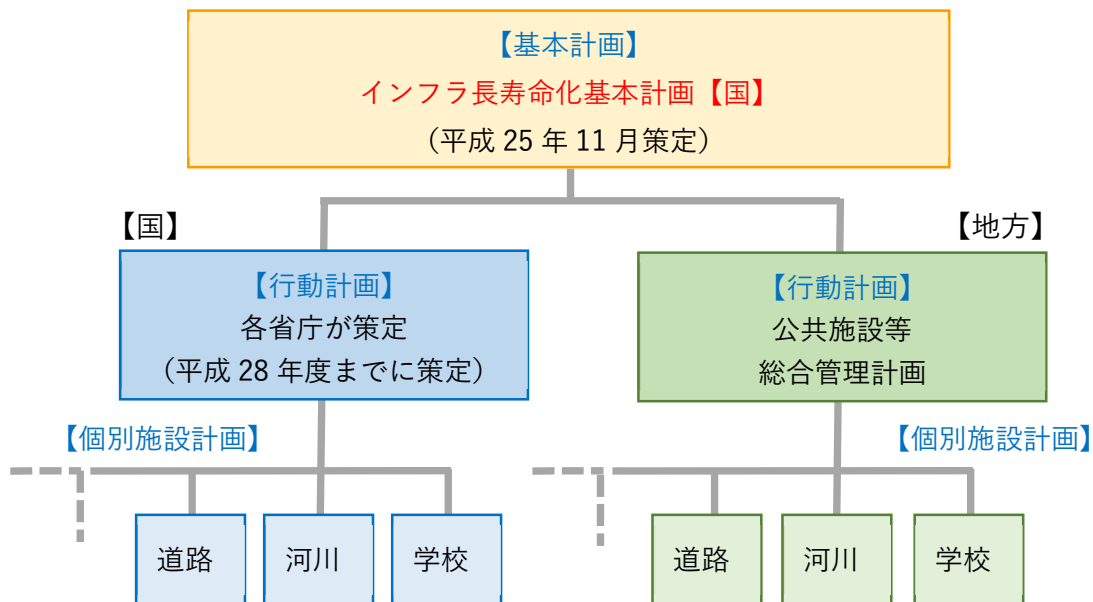 【基本計画】
インフラ長寿命化基本計画【国】
（平成 25 年 11 月策定）
【国】
【地方】
【行動計画】
各省庁が策定
（平成 28 年度までに策定）
【行動計画】
公共施設等
総合管理計画
【個別施設計画】
【個別施設計画】
道路
河川
学校
道路
河川
学校